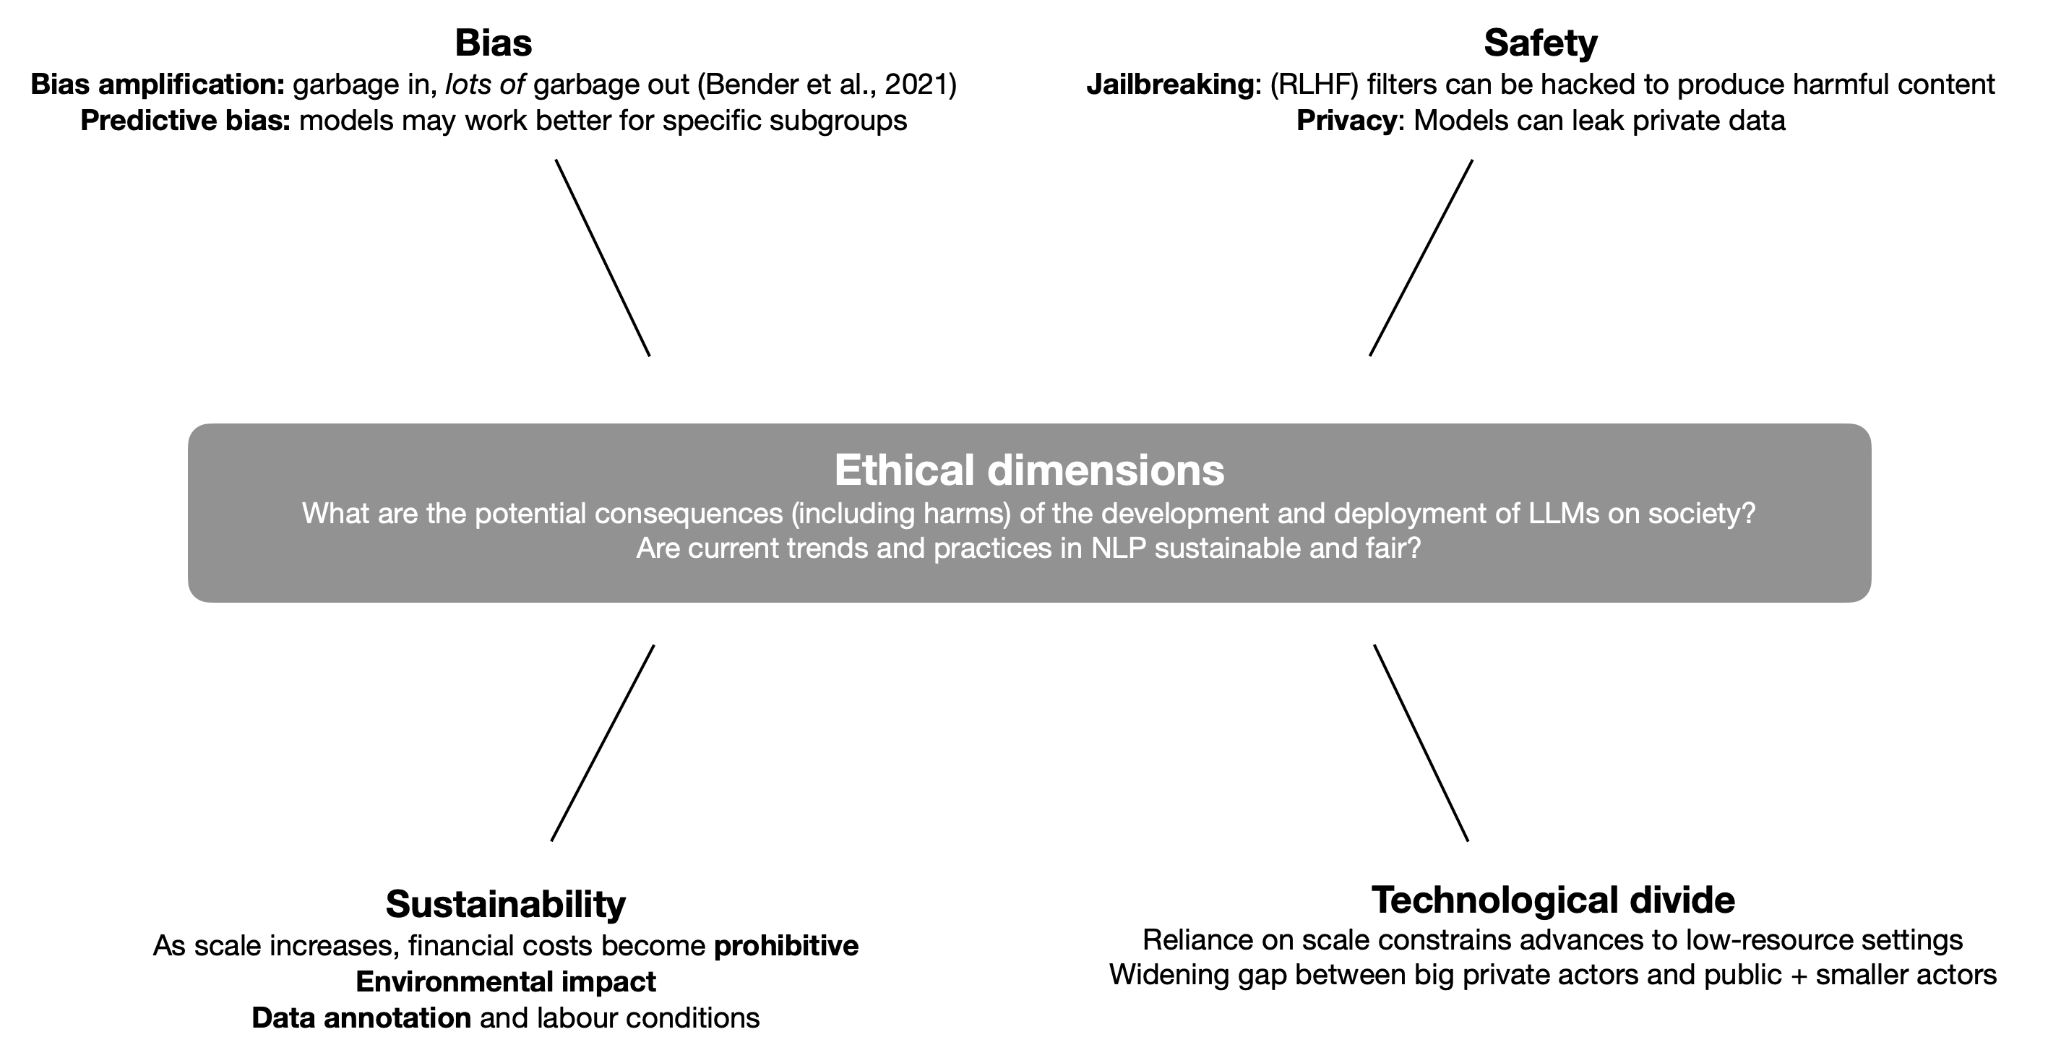 Bias
Bias amplification: garbage in, lots of garbage out (Bender et al., 2021)
Predictive bias: models may work better for specific subgroups
Safety
Jailbreaking: (RLHF) filters can be hacked to produce harmful content
Privacy: Models can leak private data
Ethical dimensions
What are the potential consequences (including harms) of the development and deployment of LLMs on society?
Are current trends and practices in NLP sustainable and fair?
Sustainability
As scale increases, financial costs become prohibitive
Environmental impact
Data annotation and labour conditions
Technological divide
Reliance on scale constrains advances to low-resource settings
Widening gap between big private actors and public + smaller actors